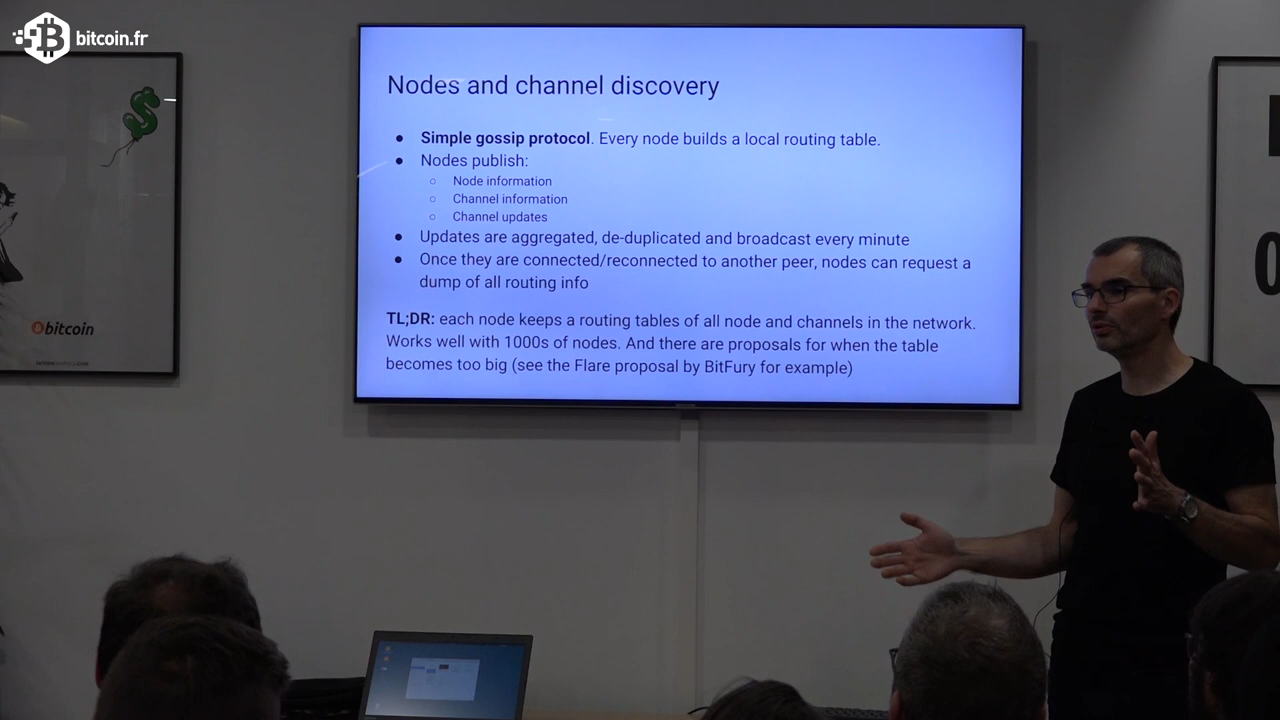 bitcoin.fr
Nodes and channel discovery
● Simple gossip protocol. Every node builds a local routing table.
● Nodes publish:
○ Node information
○ Channel information
○ Channel updates
● Updates are aggregated, de-duplicated and broadcast every minute
● Once they are connected/reconnected to another peer, nodes can request a
dump of all routing info
TL;DR: each node keeps a routing tables of all node and channels in the network.
Works well with 1000s of nodes. And there are proposals for when the table
becomes too big (see the Flare proposal by BitFury for example)
bitcoin